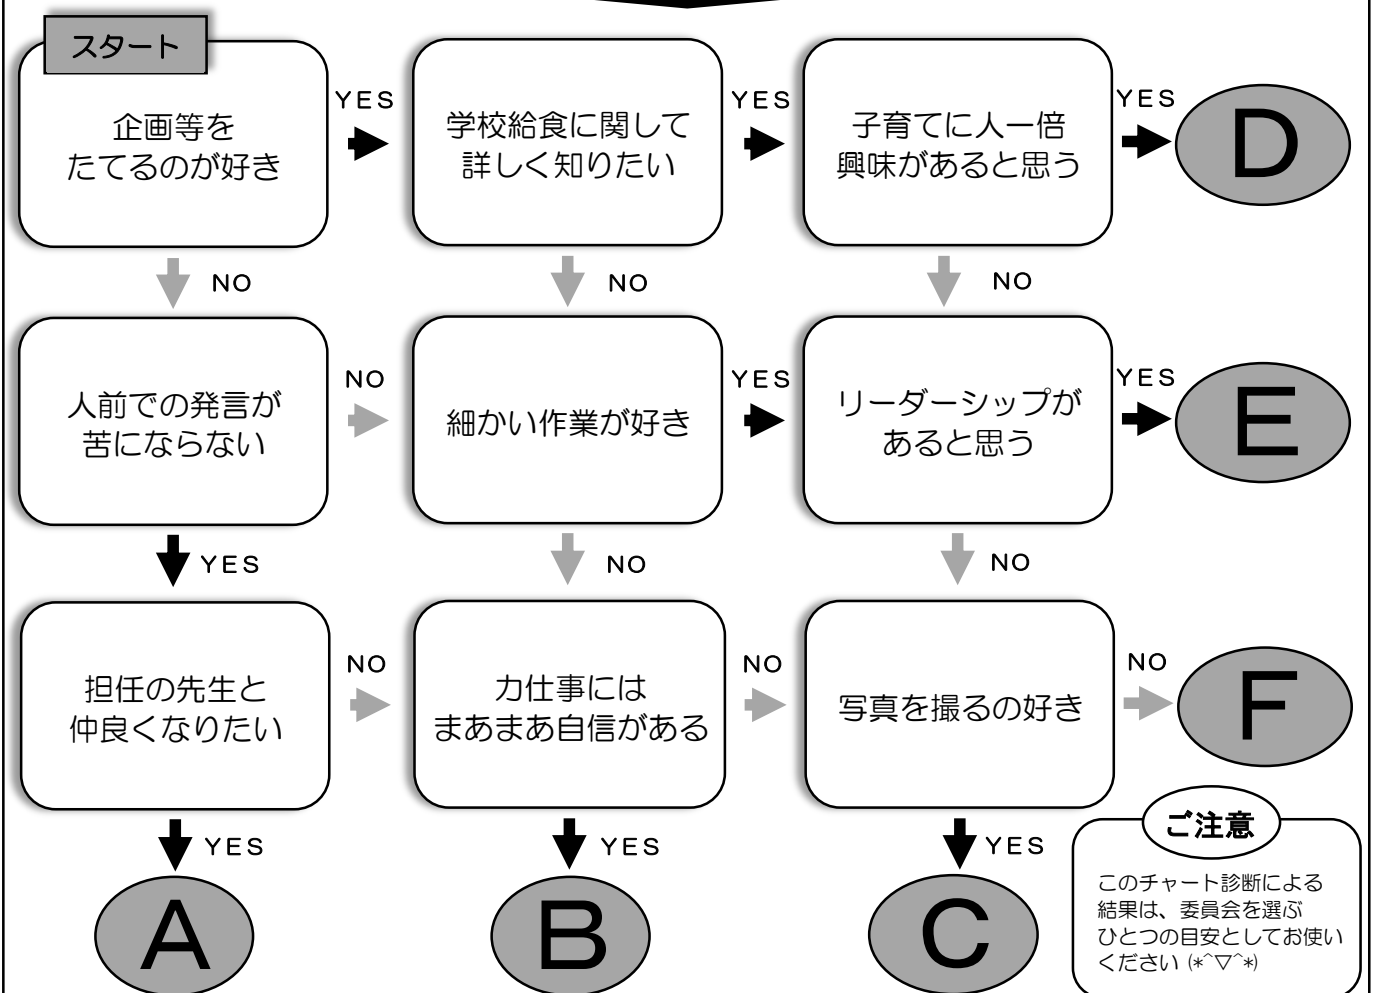 スタート
企画等を
たてるのが好き
YES
学校給食に関して
詳しく知りたい
YES
子育てに人一倍
興味があると思う
YES
D
NO
NO
NO
人前での発言が
苦にならない
NO
細かい作業が好き
YES
リーダーシップが
あると思う
YES
E
YES
NO
NO
担任の先生と
仲良くなりたい
NO
力仕事には
まあまあ自信がある
NO
写真を撮るの好き
NO
F
YES
YES
YES
A
B
C
ご注意
このチャート診断による
結果は、委員会を選ぶ
ひとつの目安としてお使い
ください (*^▽^*)